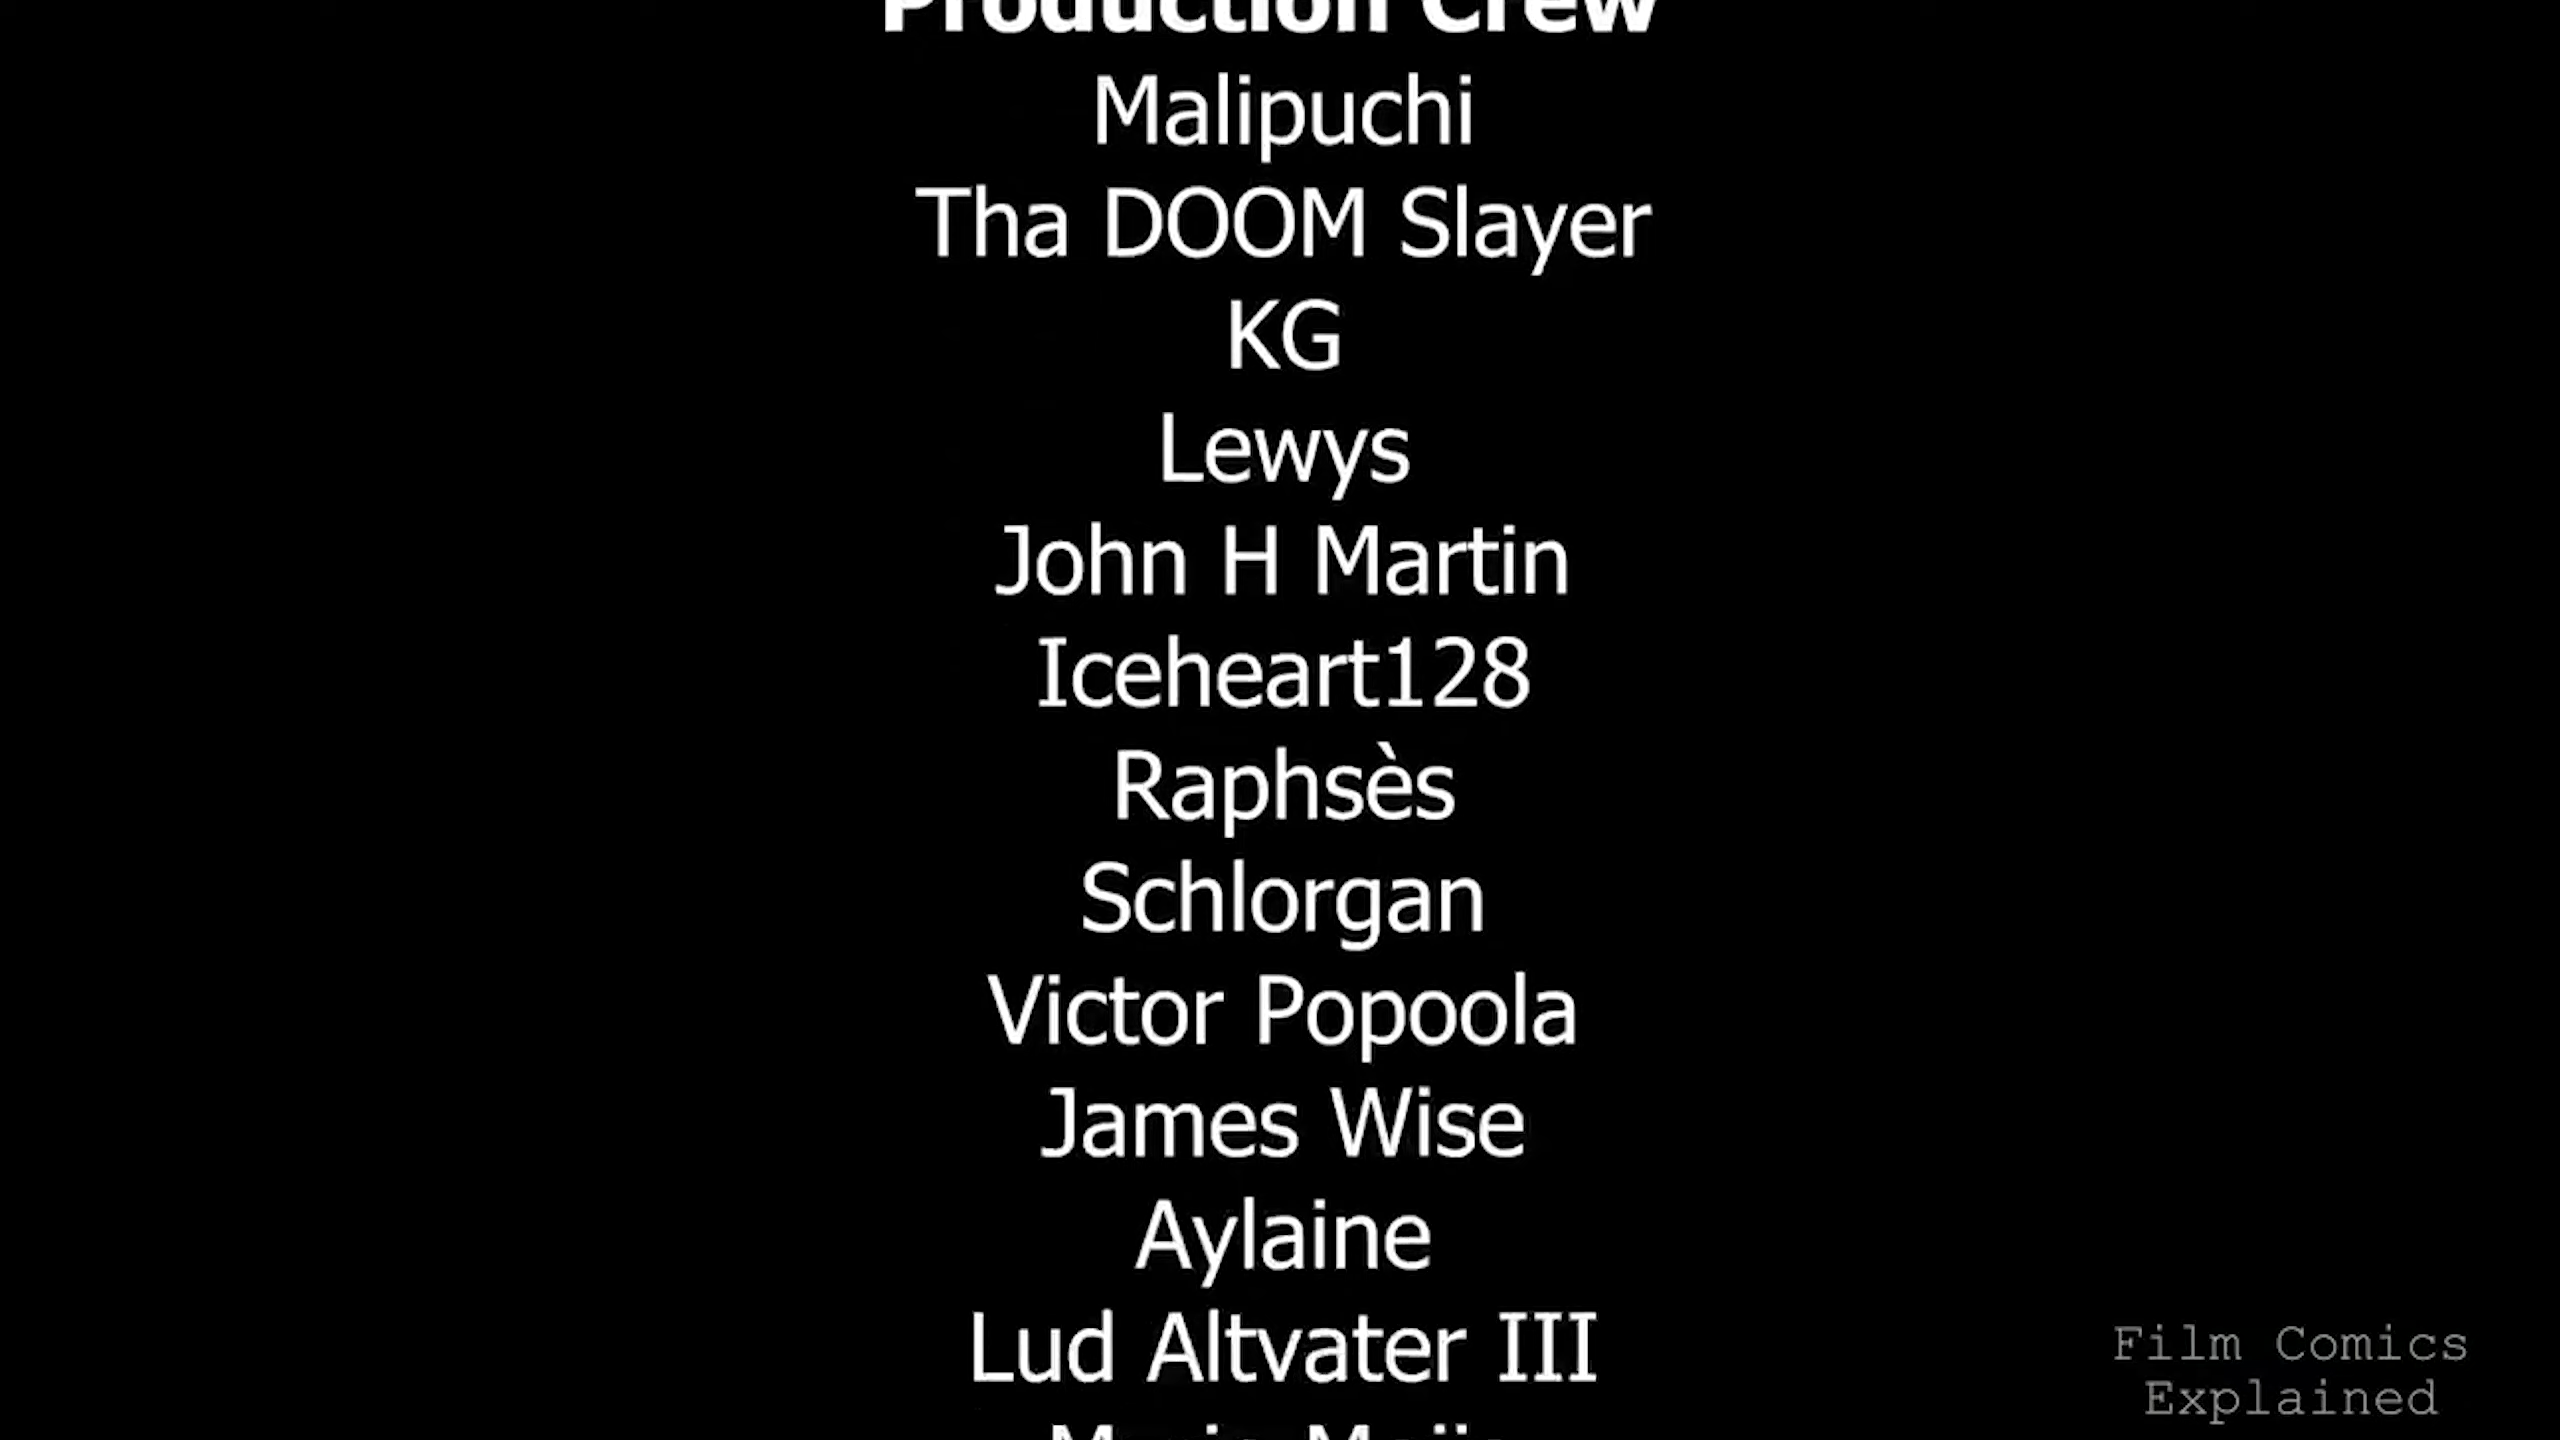 Production Crew
Malipuchi
Tha DOOM Slayer
KG
Lewys
John H Martin
Iceheart128
Raphsès
Schlorgan
Victor Popoola
James Wise
Aylaine
Lud Altvater III
Film Comics
Explained